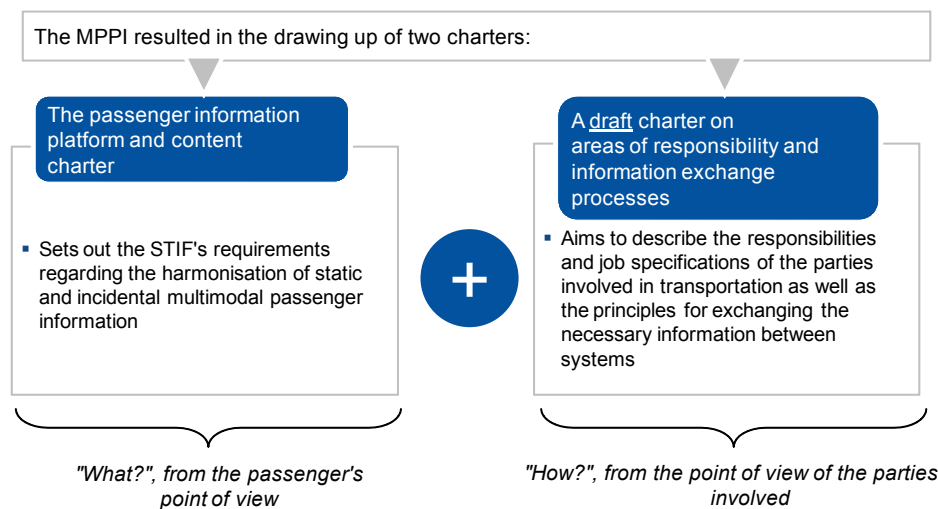 The MPPI resulted in the drawing up of two charters:
The passenger information
platform and content
charter
▪ Sets out the STIF's requirements
regarding the harmonisation of static
and incidental multimodal passenger
information
"What?", from the passenger's
point of view
+
A draft charter on
areas of responsibility and
information exchange
processes
▪ Aims to describe the responsibilities
and job specifications of the parties
involved in transportation as well as
the principles for exchanging the
necessary information between
systems
"How?", from the point of view of the parties
involved